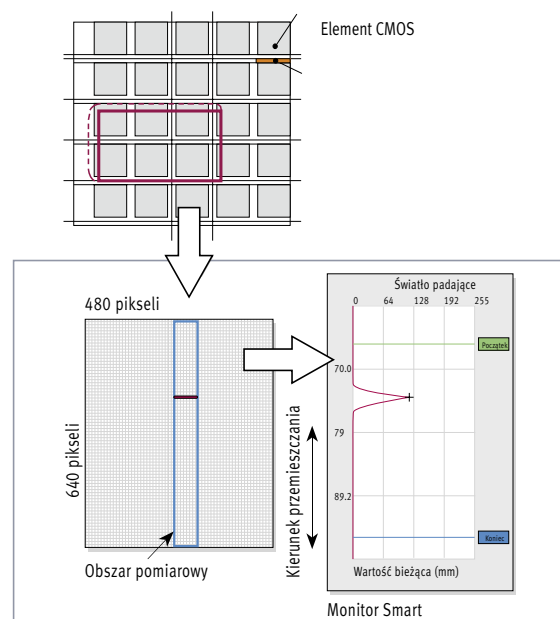 Element CMOS
480 pikseli
640 pikseli
Obszar pomiarowy
Kierunek przemieszczania
Światło padające
0 64 128 192 255
Początek
70.0
79
89.2
Koniec
Wartość bieżąca (mm)
Monitor Smart